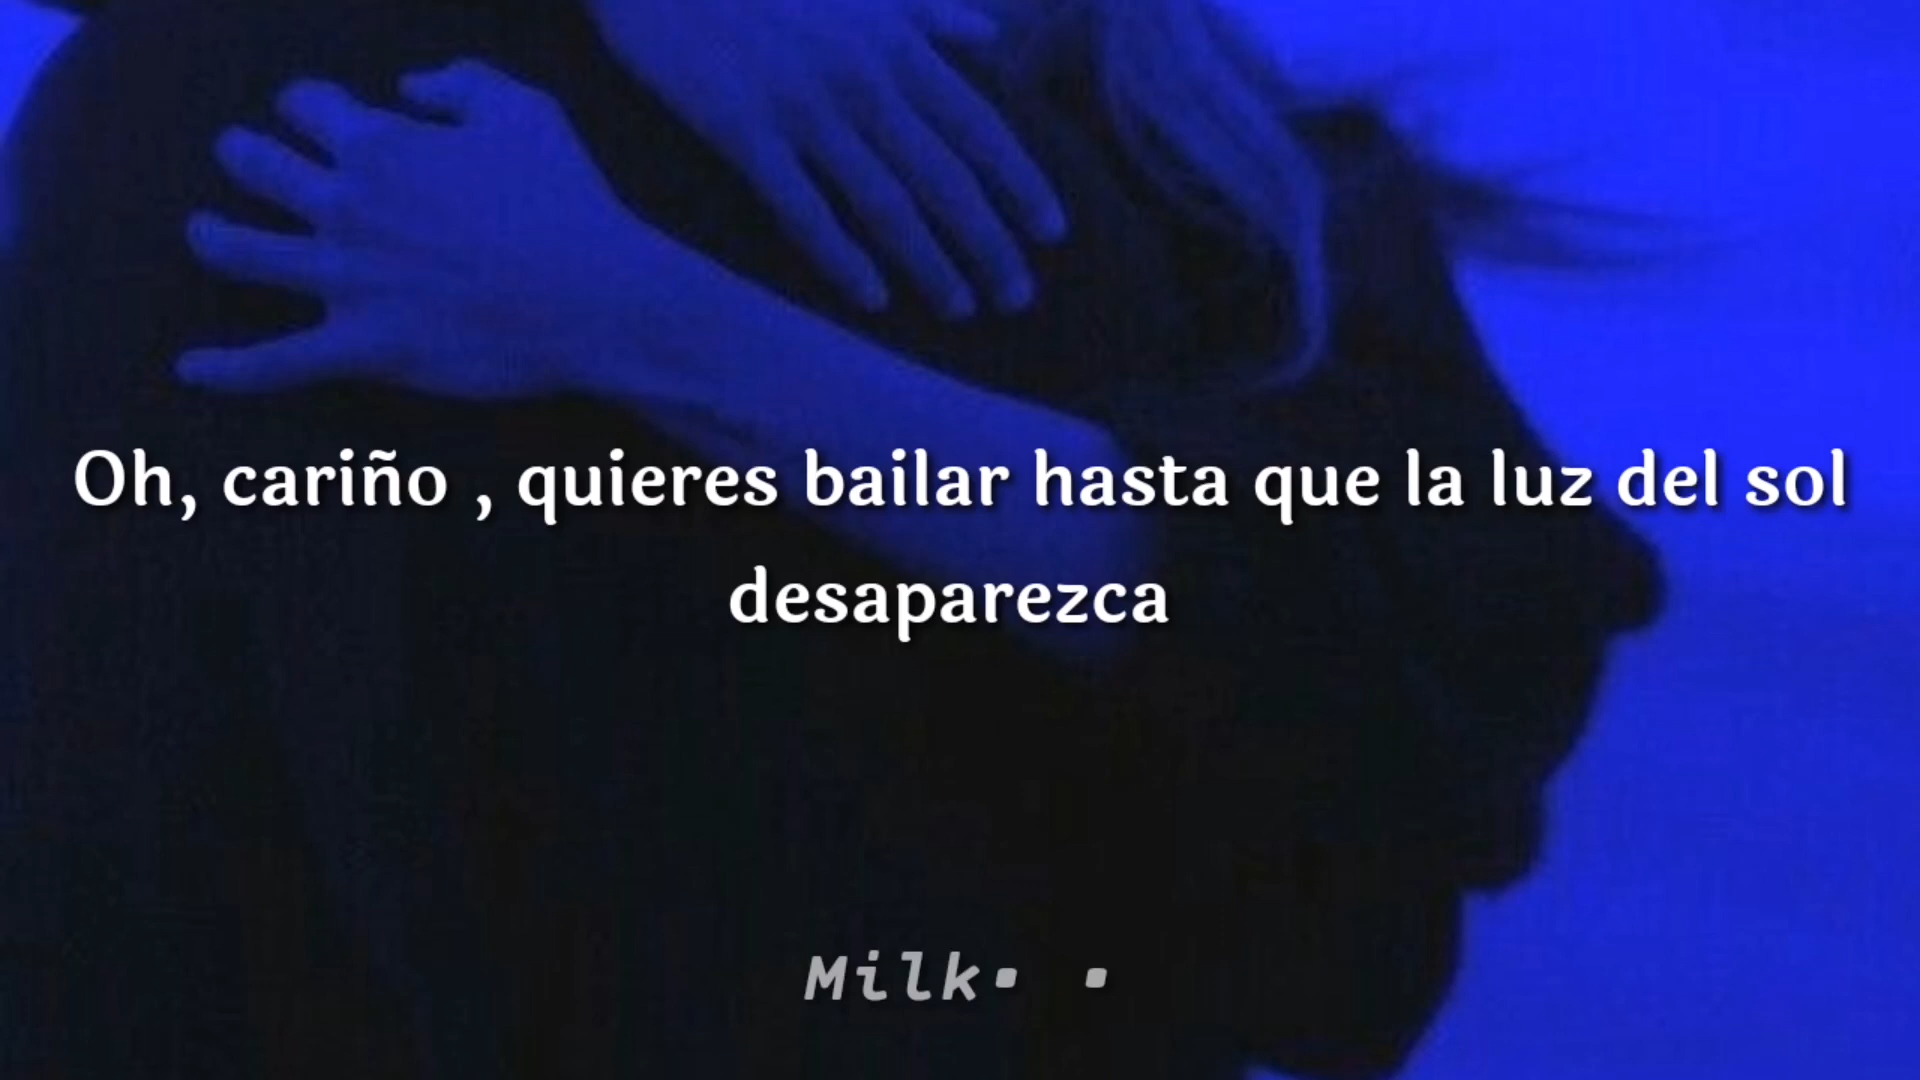 Oh, cariño , quieres bailar hasta que la luz del sol
desaparezca
Milk▪ ▪